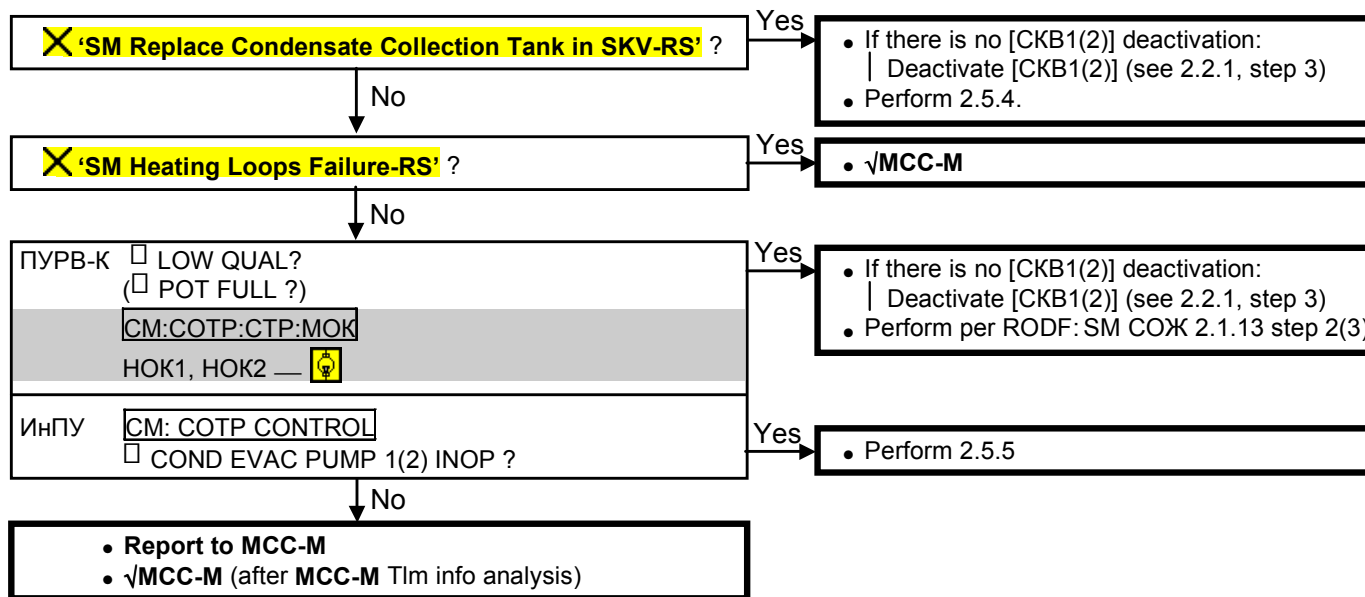 ‘SM Replace Condensate Collection Tank in SKV-RS’ ?
Yes
• If there is no [СКВ1(2)] deactivation:
Deactivate [СКВ1(2)] (see 2.2.1, step 3)
• Perform 2.5.4.
No
‘SM Heating Loops Failure-RS’ ?
Yes
• √MCC-M
No
ПУРВ-К □ LOW QUAL?
(□ POT FULL ?)
СМ:СОТР:СТР:МОК
НОК1, НОК2 —
Yes
• If there is no [СКВ1(2)] deactivation:
Deactivate [СКВ1(2)] (see 2.2.1, step 3)
• Perform per RODF: SM СОЖ 2.1.13 step 2(3)
ИнПУ СМ: СОТР CONTROL
□ COND EVAC PUMP 1(2) INOP ?
Yes
• Perform 2.5.5
No
• Report to MCC-M
• √MCC-M (after MCC-M Tlm info analysis)